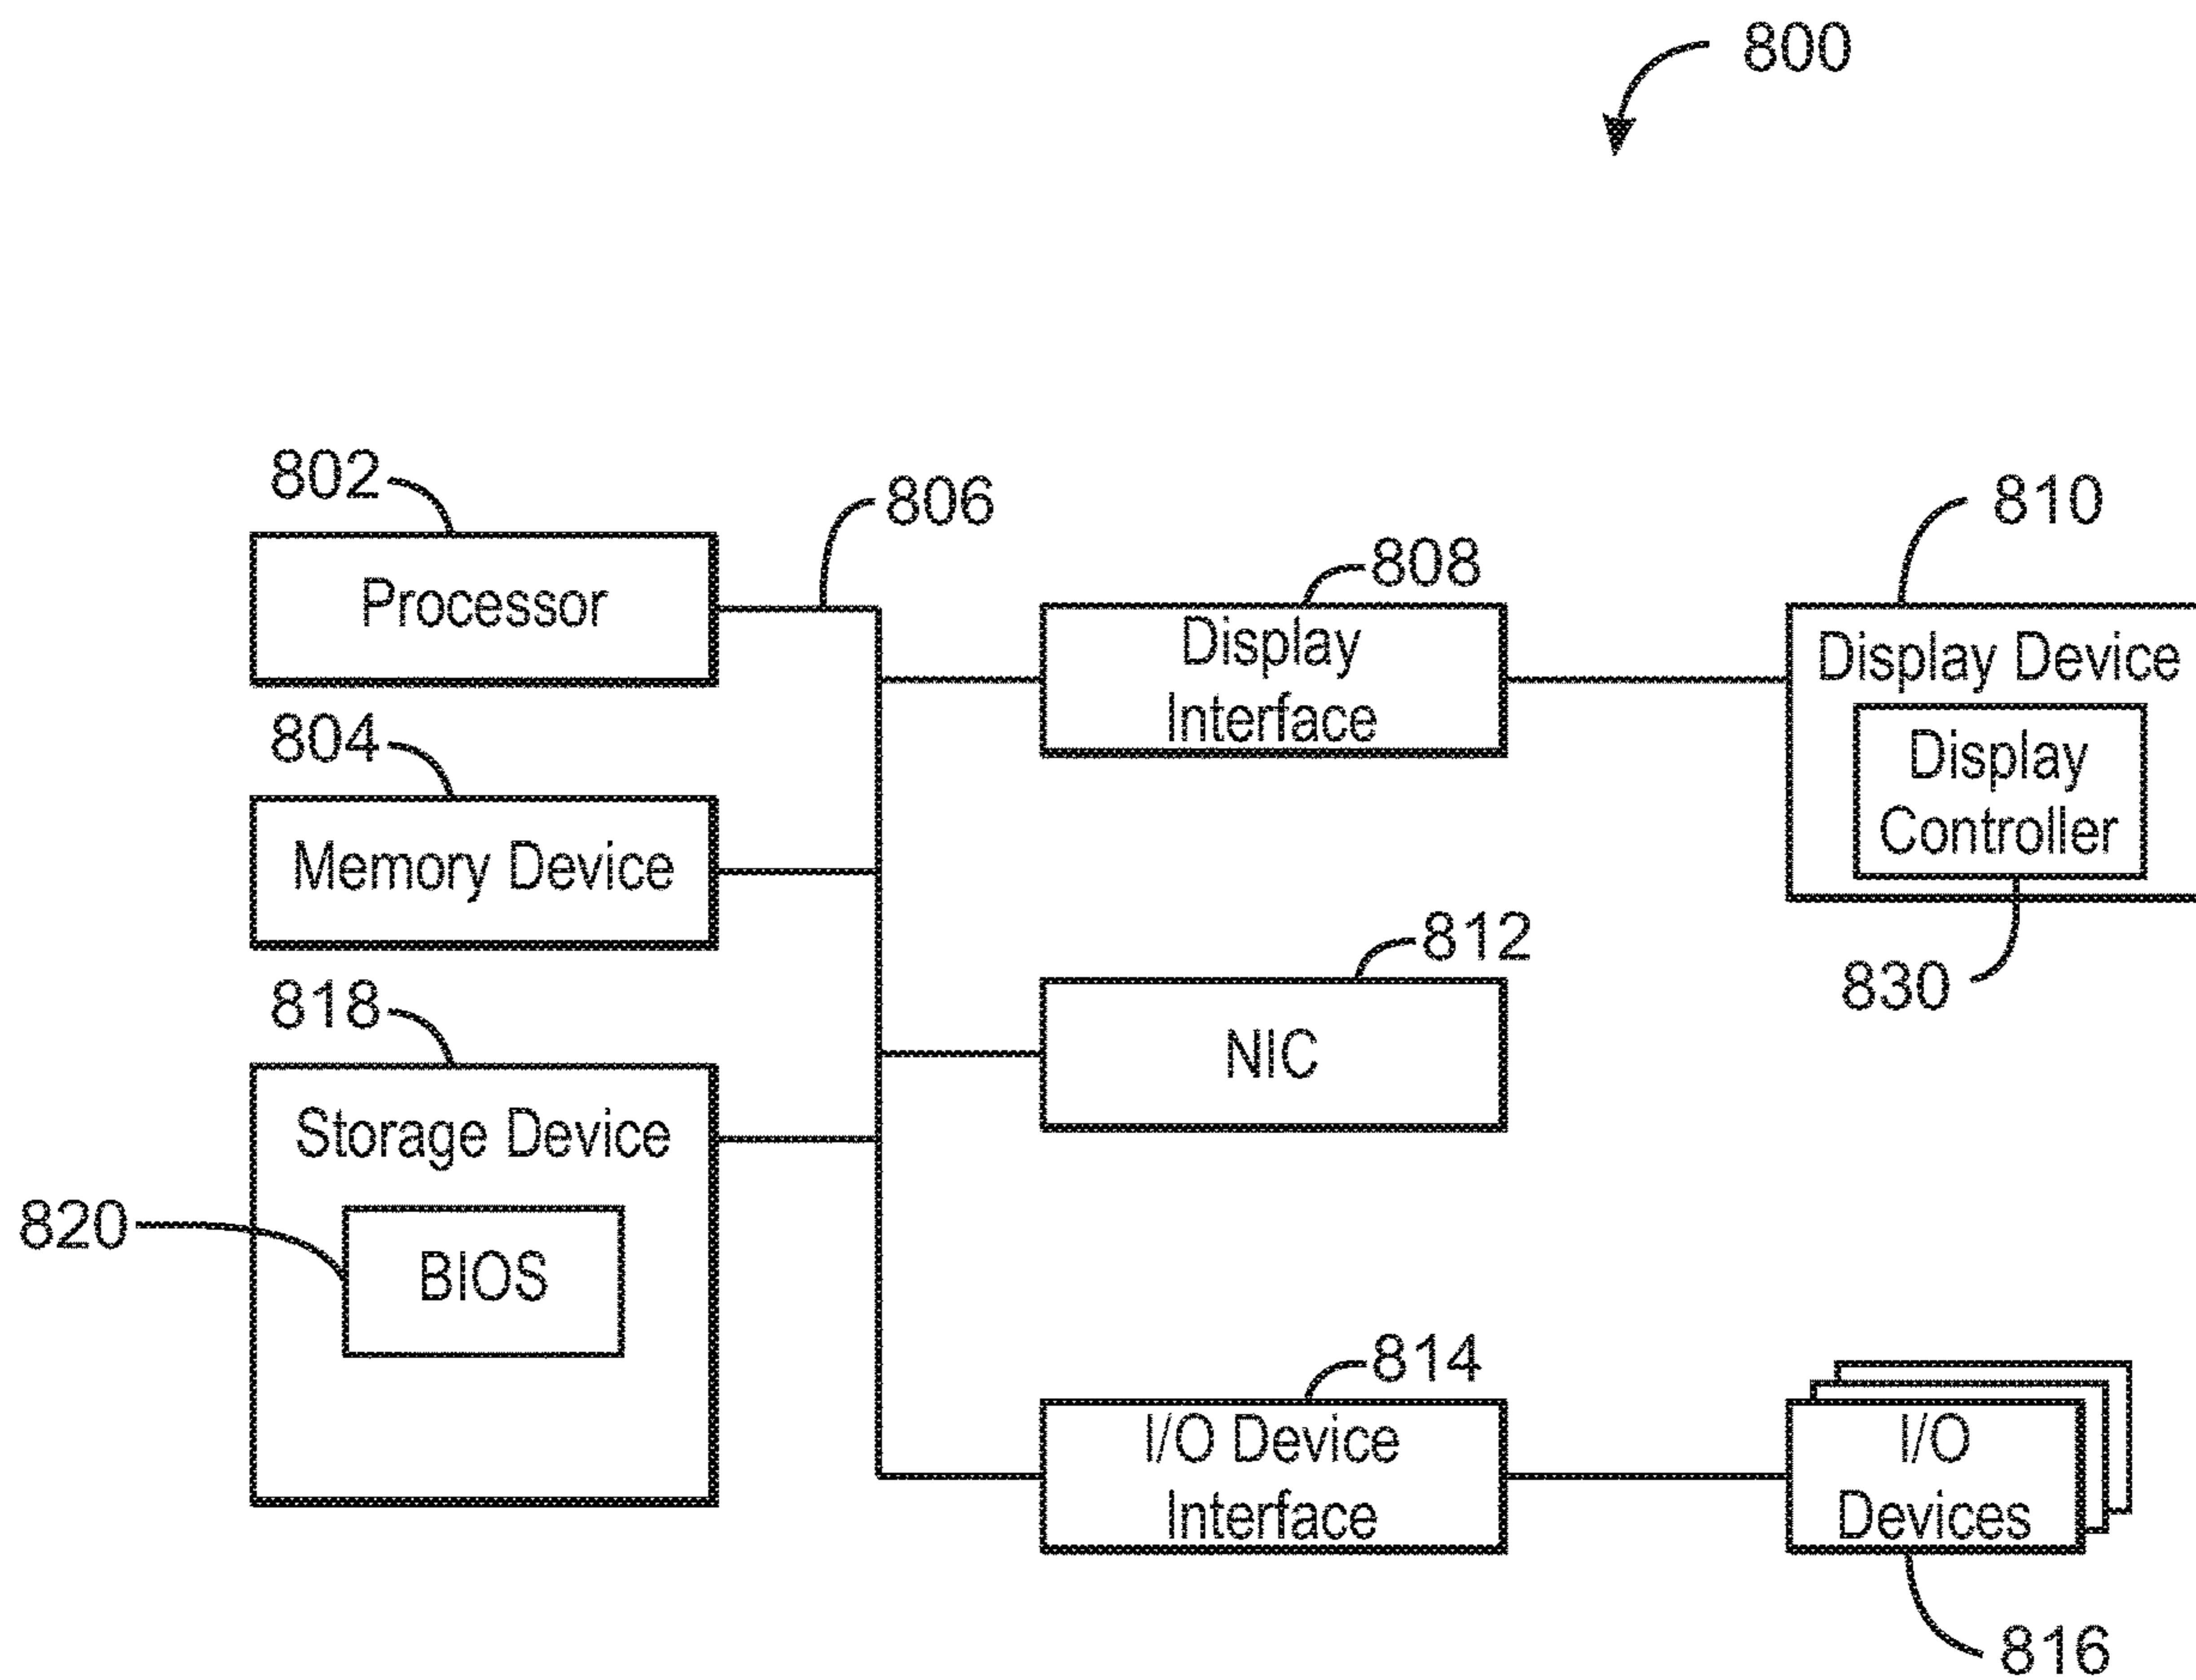 800
802
806
810
808
Processor
Display
Interface
Display Device
Display
Controller
804
Memory Device
812
830
818
NIC
Storage Device
820
BIOS
814
I/O Device
Interface
I/O
Devices
816